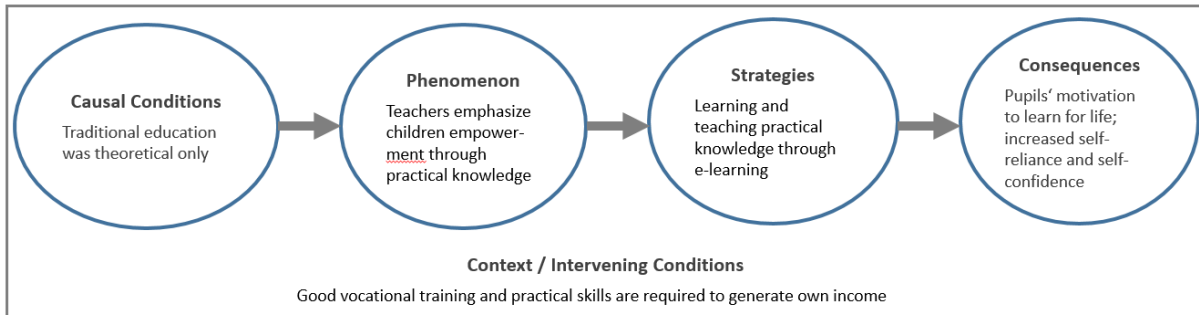 Causal Conditions
Traditional education
was theoretical only
Phenomenon
Teachers emphasize
children empower-
ment through
practical knowledge
Strategies
Learning and
teaching practical
knowledge through
e-learning
Consequences
Pupils‘ motivation
to learn for life;
increased self-
reliance and self-
confidence
Context / Intervening Conditions
Good vocational training and practical skills are required to generate own income